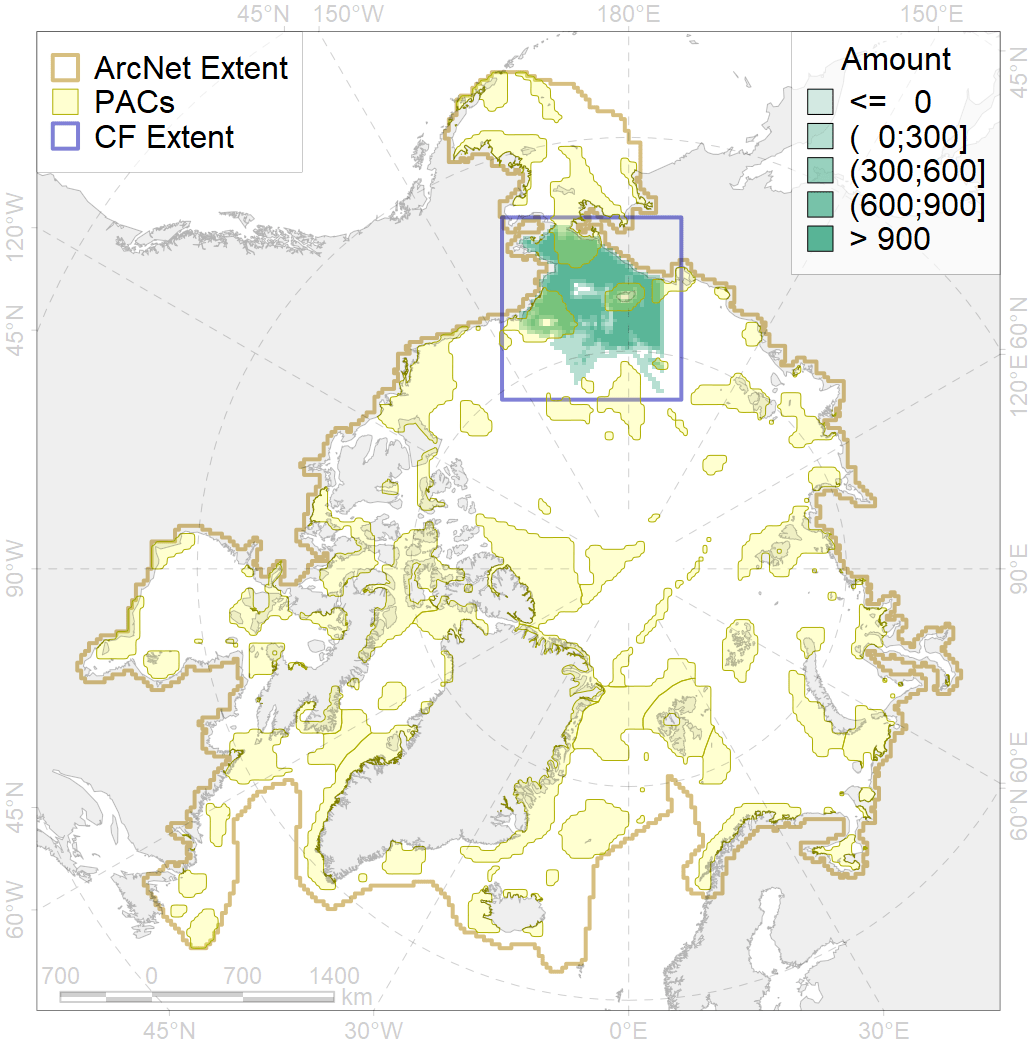 45°N 150°W 180°E 150°E
ArcNet Extent
PACs
CF Extent
Amount
<= 0
( 0;300]
(300;600]
(600;900]
> 900
45°N
120°W
45°N
90°W
45°N
60°W
60°N
120°E
90°E
60°E
60°N
700 0 700 1400
km
45°N 30°W 0°E 30°E